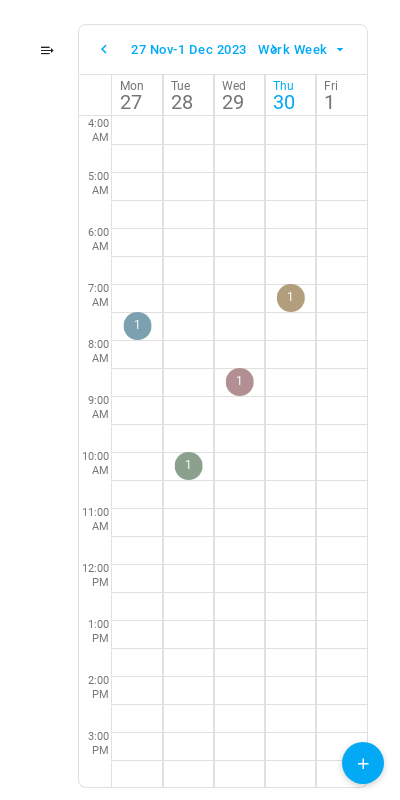 27 Nov-1 Dec 2023 Work Week
Mon Tue Wed Thu Fri
27 28 29 30 1
4:00
AM
5:00
AM
6:00
AM
7:00
AM
1
1
8:00
AM
1
9:00
AM
10:00
AM
1
11:00
AM
12:00
PM
1:00
PM
2:00
PM
3:00
PM
+